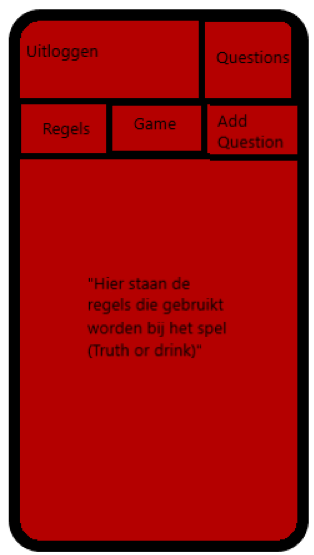 Uitloggen
Questions
Regels
Game
Add
Question
"Hier staan de
regels die gebruikt
worden bij het spel
(Truth or drink)"